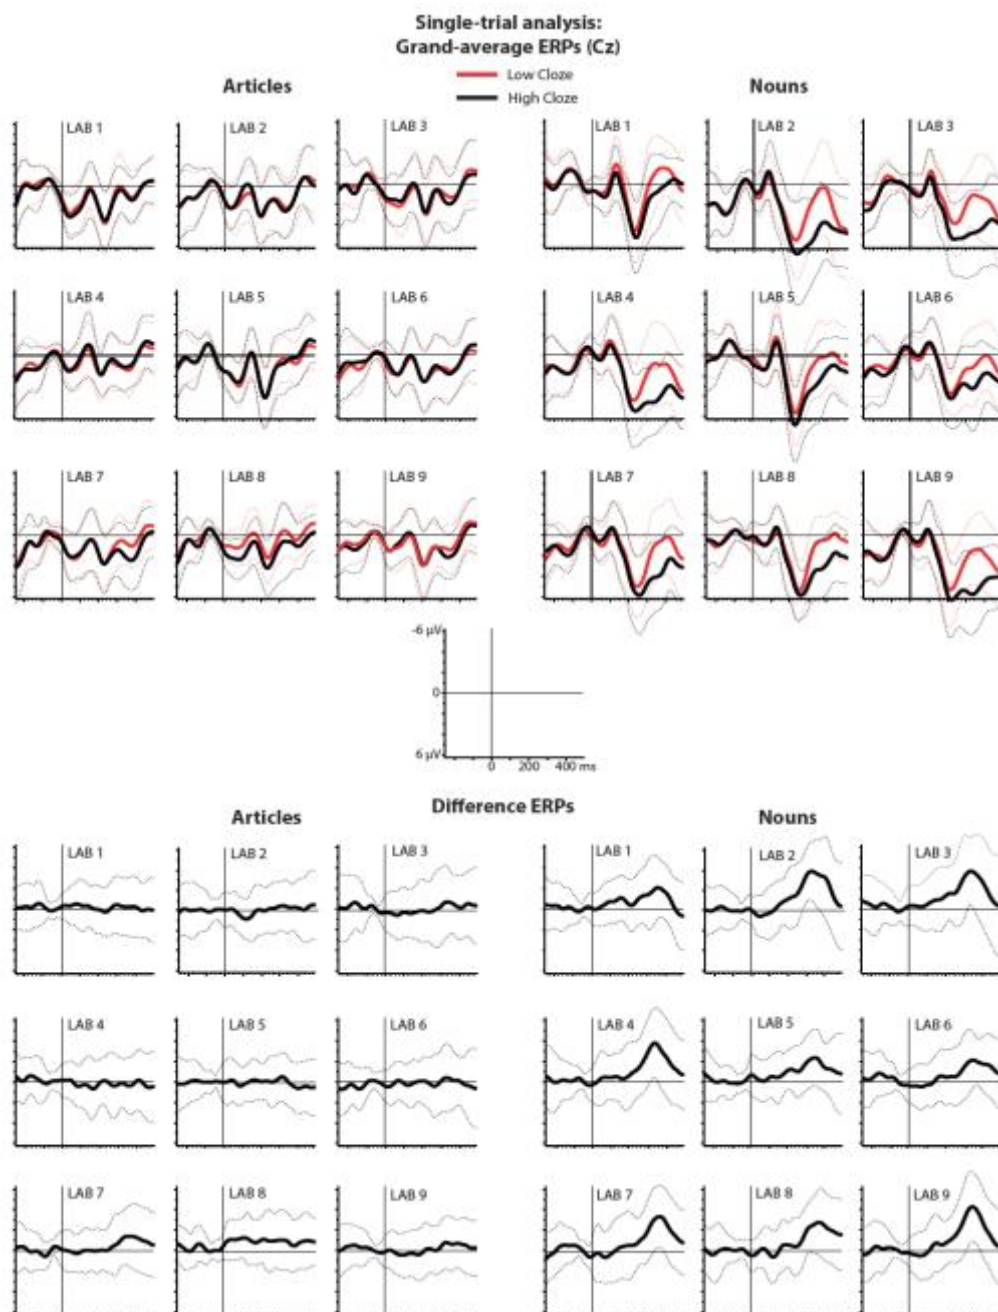 Single-trial analysis:
Grand-average ERPs (Cz)
Low Cloze
High Cloze
Articles
Nouns
LAB 1
LAB 2
LAB 3
LAB 1
LAB 2
LAB 3
LAB 4
LAB 5
LAB 6
LAB 4
LAB 5
LAB 6
LAB 7
LAB 8
LAB 9
LAB 7
LAB 8
LAB 9
-6 µV
0
6 µV
0 200 400 ms
Difference ERPs
Articles
Nouns
LAB 1
LAB 2
LAB 3
LAB 1
LAB 2
LAB 3
LAB 4
LAB 5
LAB 6
LAB 4
LAB 5
LAB 6
LAB 7
LAB 8
LAB 9
LAB 7
LAB 8
LAB 9